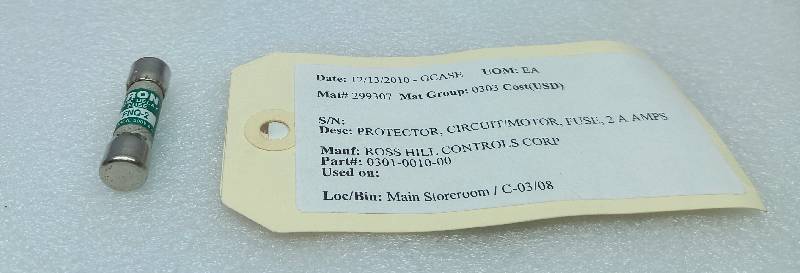 RON
FUSE
FNQ-2
Date: 12/13/2010 - GCASE UOM: EA
Mat# 299307 Mat Group: 0303 Cost(USD)
S/N:
Desc: PROTECTOR, CIRCUIT/MOTOR, FUSE, 2 A AMPS
Manf: ROSS HILL CONTROLS CORP
Part#: 0301-0010-00
Used on:
Loc/Bin: Main Storeroom / C-03/08